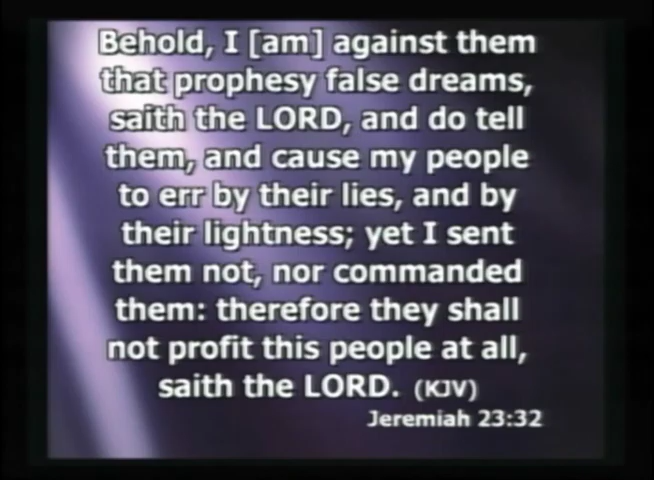 Behold, I [am] against them
that prophesy false dreams,
saith the LORD, and do tell
them, and cause my people
to err by their lies, and by
their lightness; yet I sent
them not, nor commanded
them: therefore they shall
not profit this people at all,
saith the LORD. (KJV)
Jeremiah 23:32